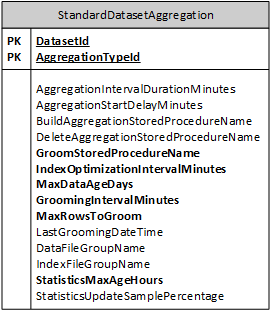 StandardDatasetAggregation
PK DatasetId
PK AggregationTypeId
AggregationIntervalDurationMinutes
AggregationStartDelayMinutes
BuildAggregationStoredProcedureName
DeleteAggregationStoredProcedureName
GroomStoredProcedureName
IndexOptimizationIntervalMinutes
MaxDataAgeDays
GroomingIntervalMinutes
MaxRowsToGroom
LastGroomingDateTime
DataFileGroupName
IndexFileGroupName
StatisticsMaxAgeHours
StatisticsUpdateSamplePercentage